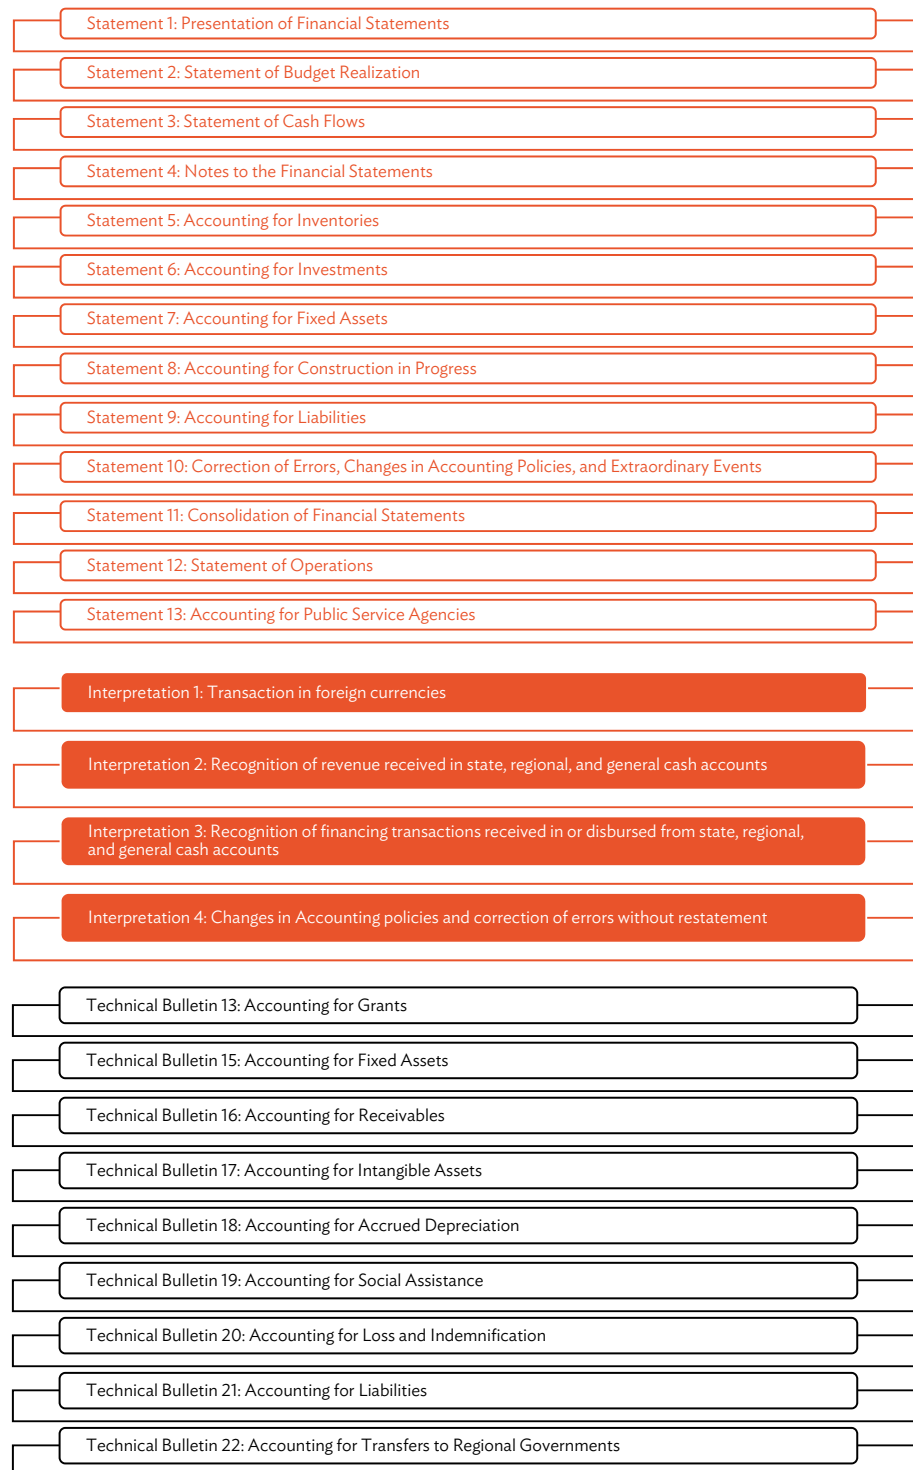 Statement 1: Presentation of Financial Statements
Statement 2: Statement of Budget Realization
Statement 3: Statement of Cash Flows
Statement 4: Notes to the Financial Statements
Statement 5: Accounting for Inventories
Statement 6: Accounting for Investments
Statement 7: Accounting for Fixed Assets
Statement 8: Accounting for Construction in Progress
Statement 9: Accounting for Liabilities
Statement 10: Correction of Errors, Changes in Accounting Policies, and Extraordinary Events
Statement 11: Consolidation of Financial Statements
Statement 12: Statement of Operations
Statement 13: Accounting for Public Service Agencies
Interpretation 1: Transaction in foreign currencies
Interpretation 2: Recognition of revenue received in state, regional, and general cash accounts
Interpretation 3: Recognition of financing transactions received in or disbursed from state, regional,
and general cash accounts
Interpretation 4: Changes in Accounting policies and correction of errors without restatement
Technical Bulletin 13: Accounting for Grants
Technical Bulletin 15: Accounting for Fixed Assets
Technical Bulletin 16: Accounting for Receivables
Technical Bulletin 17: Accounting for Intangible Assets
Technical Bulletin 18: Accounting for Accrued Depreciation
Technical Bulletin 19: Accounting for Social Assistance
Technical Bulletin 20: Accounting for Loss and Indemnification
Technical Bulletin 21: Accounting for Liabilities
Technical Bulletin 22: Accounting for Transfers to Regional Governments